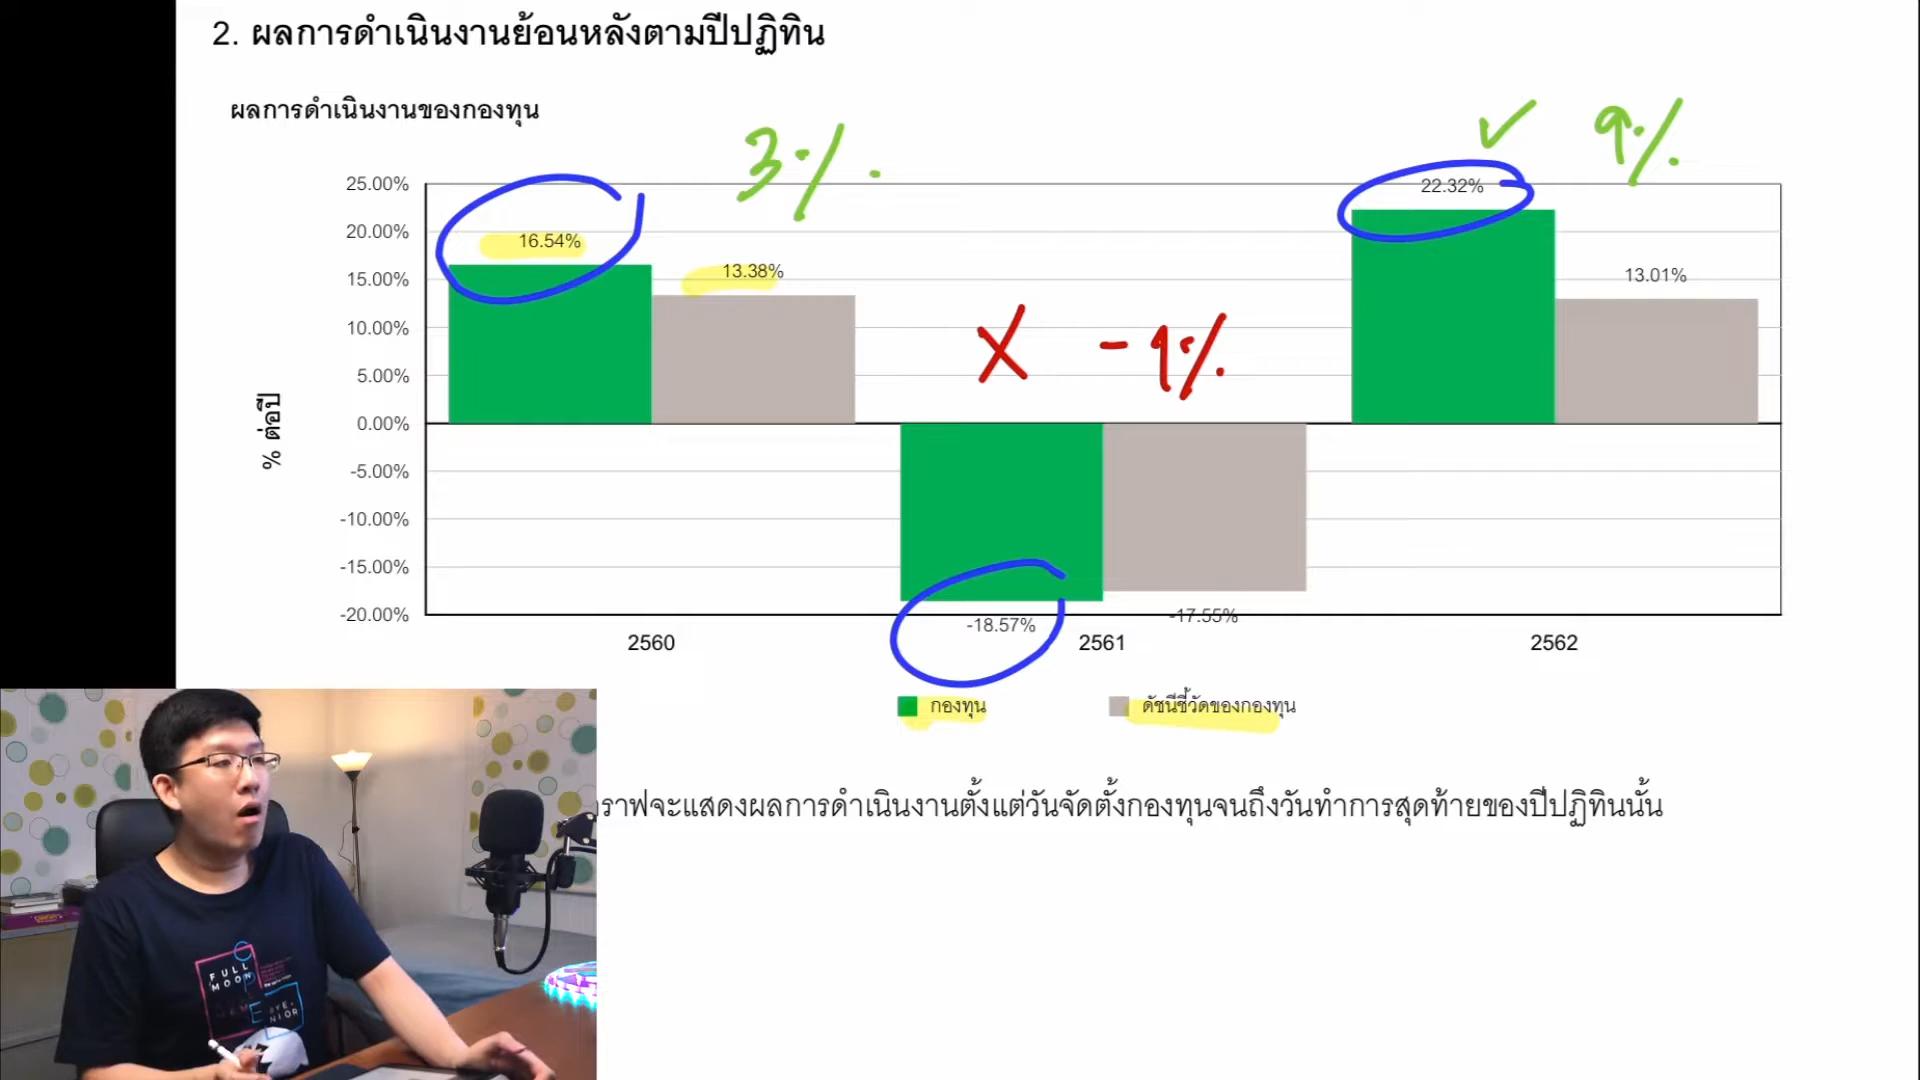 2. ผลการดำเนินงานย้อนหลังตามปีปฏิทิน
ผลการดำเนินงานของกองทุน
3% .
✓ 9%
25.00%
20.00%
15.00%
10.00%
5.00%
0.00%
-5.00%
-10.00%
-15.00%
-20.00%
% ต่อปี
16.54%
13.38%
X -1%
-18.57%
-17.55%
22.32%
13.01%
2560
2561
2562
กองทุน
ดัชนีชี้วัดของกองทุน
ราฟจะแสดงผลการดำเนินงานตั้งแต่วันจัดตั้งกองทุนจนถึงวันทำการสุดท้ายของปีปฏิทินนั้น
FULL
MOON